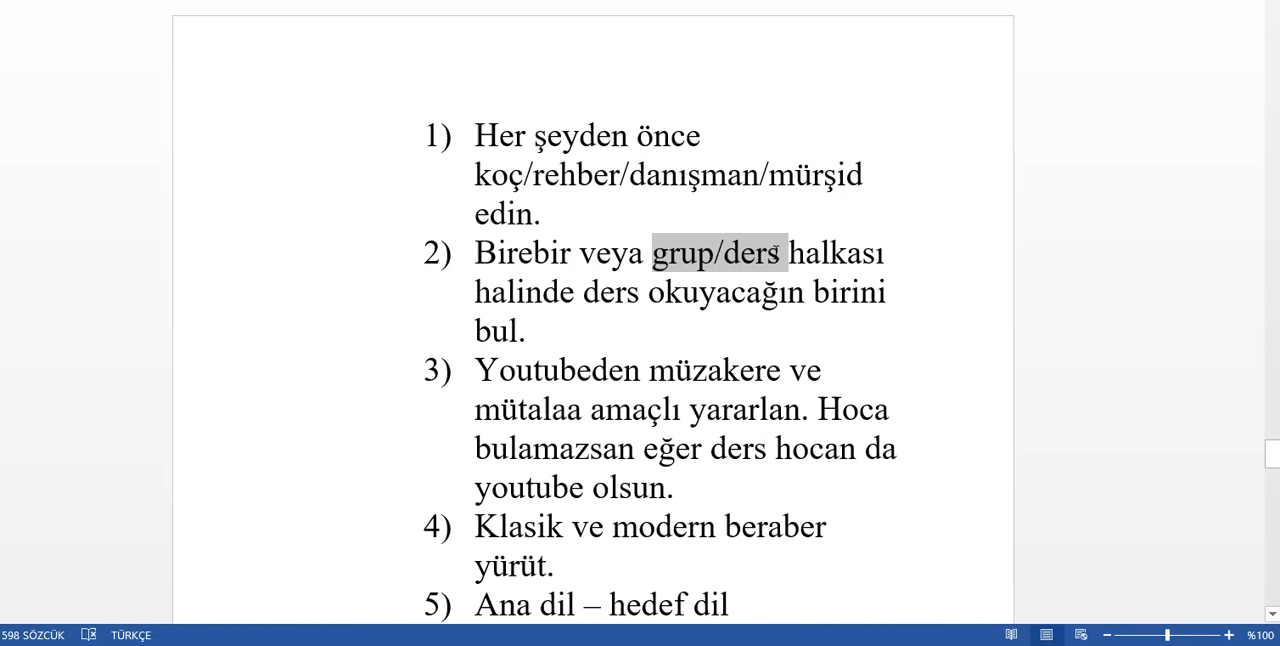 1) Her şeyden önce
koç/rehber/danışman/mürşid
edin.
2) Birebir veya grup/ders halkası
halinde ders okuyacağın birini
bul.
3) Youtubeden müzakere ve
mütalaa amaçlı yararlan. Hoca
bulamazsan eğer ders hocan da
youtube olsun.
4) Klasik ve modern beraber
yürüt.
5) Ana dil – hedef dil
598 SÖZCÜK TÜRKÇE %100